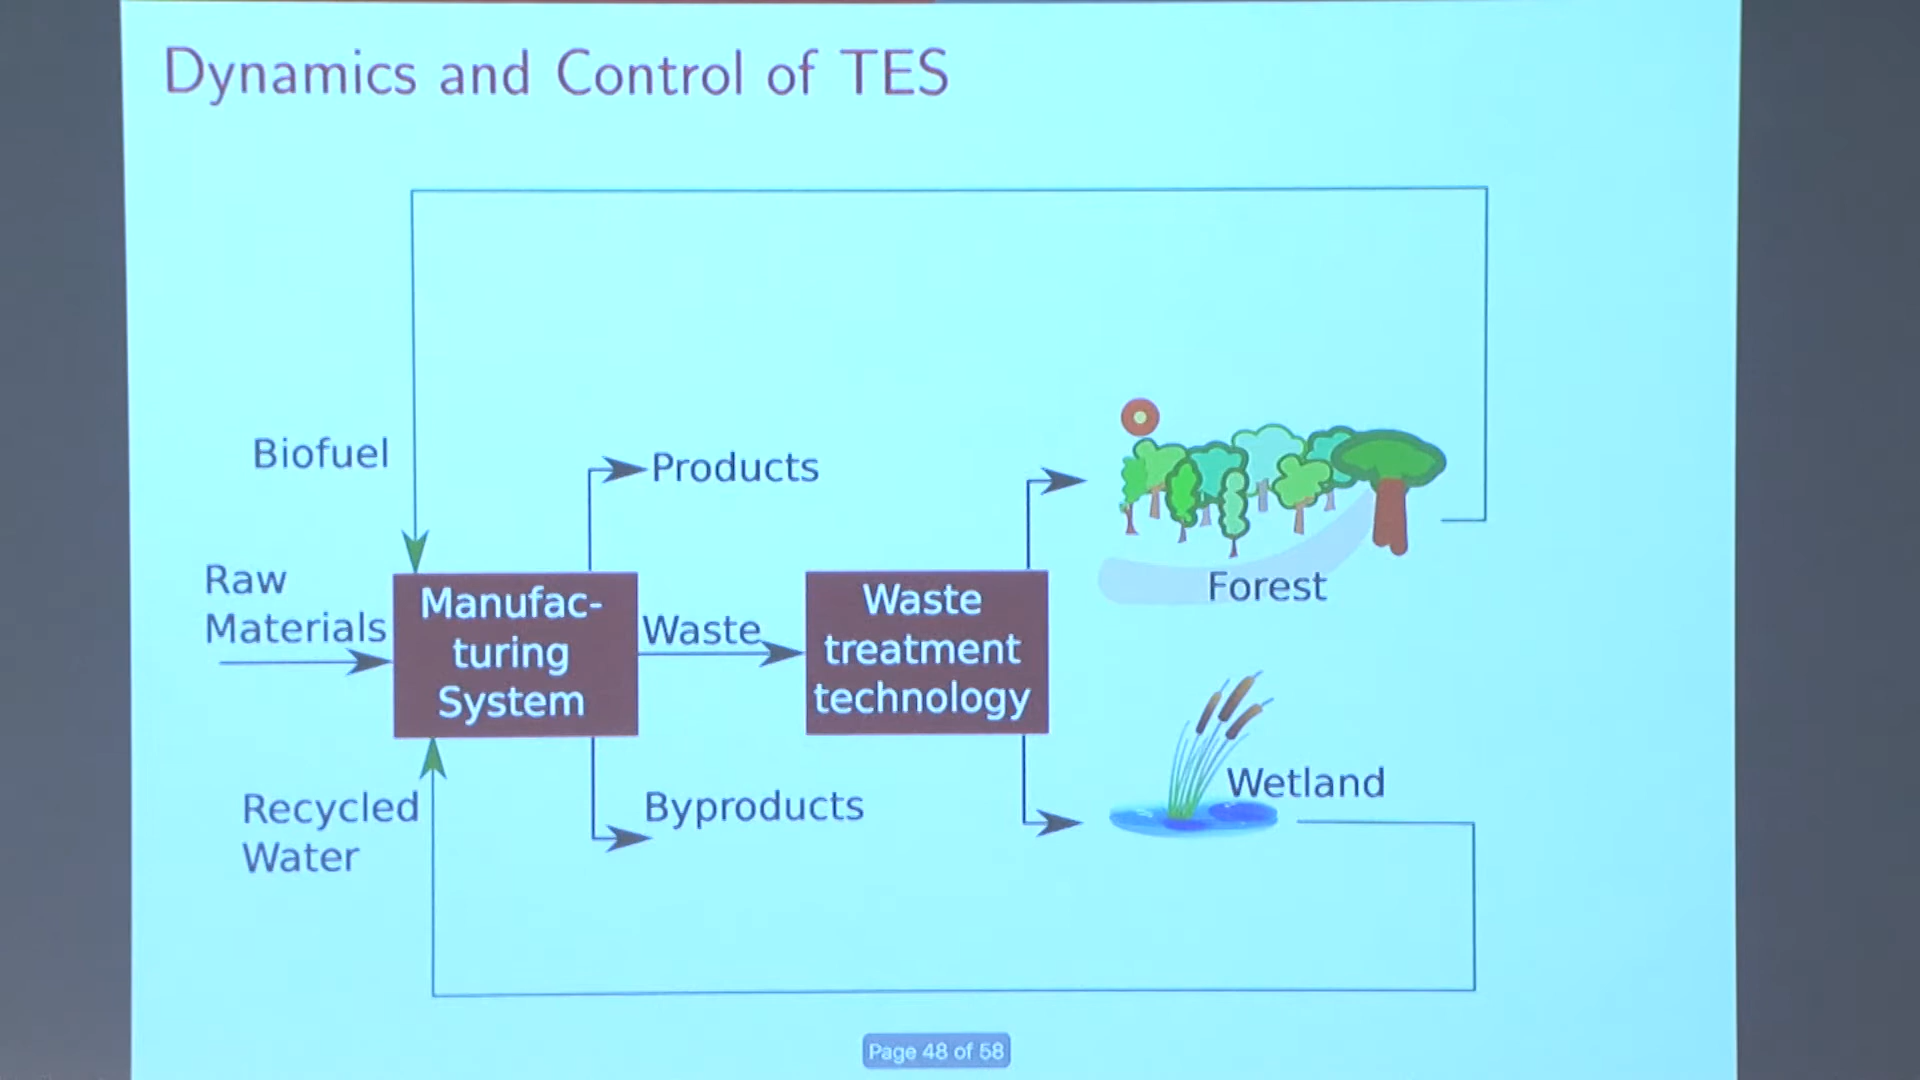 Dynamics and Control of TES
Biofuel
Products
Raw
Materials
Manufac-
turing
System
Waste
Waste
treatment
technology
Forest
Recycled
Water
Byproducts
Wetland
Page 48 of 58